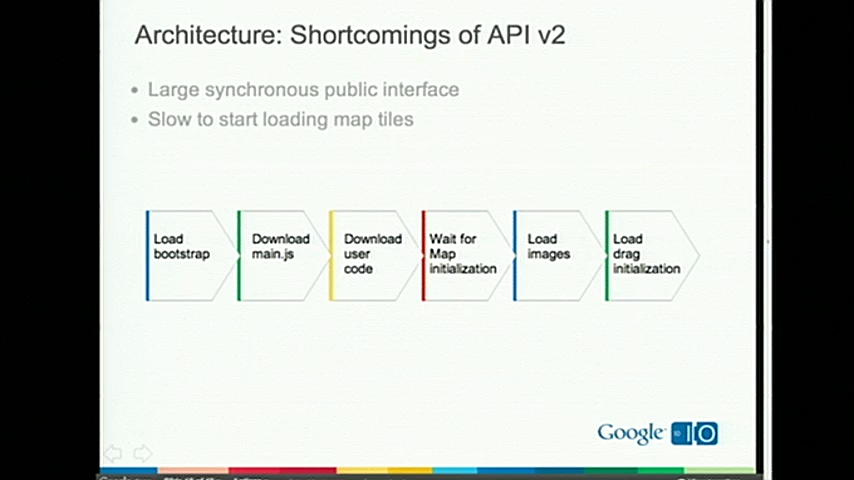 Architecture: Shortcomings of API v2
• Large synchronous public interface
• Slow to start loading map tiles
Load
bootstrap
Download
main.js
Download
user
code
Wait for
Map
initialization
Load
images
Load
drag
initialization
Google IO